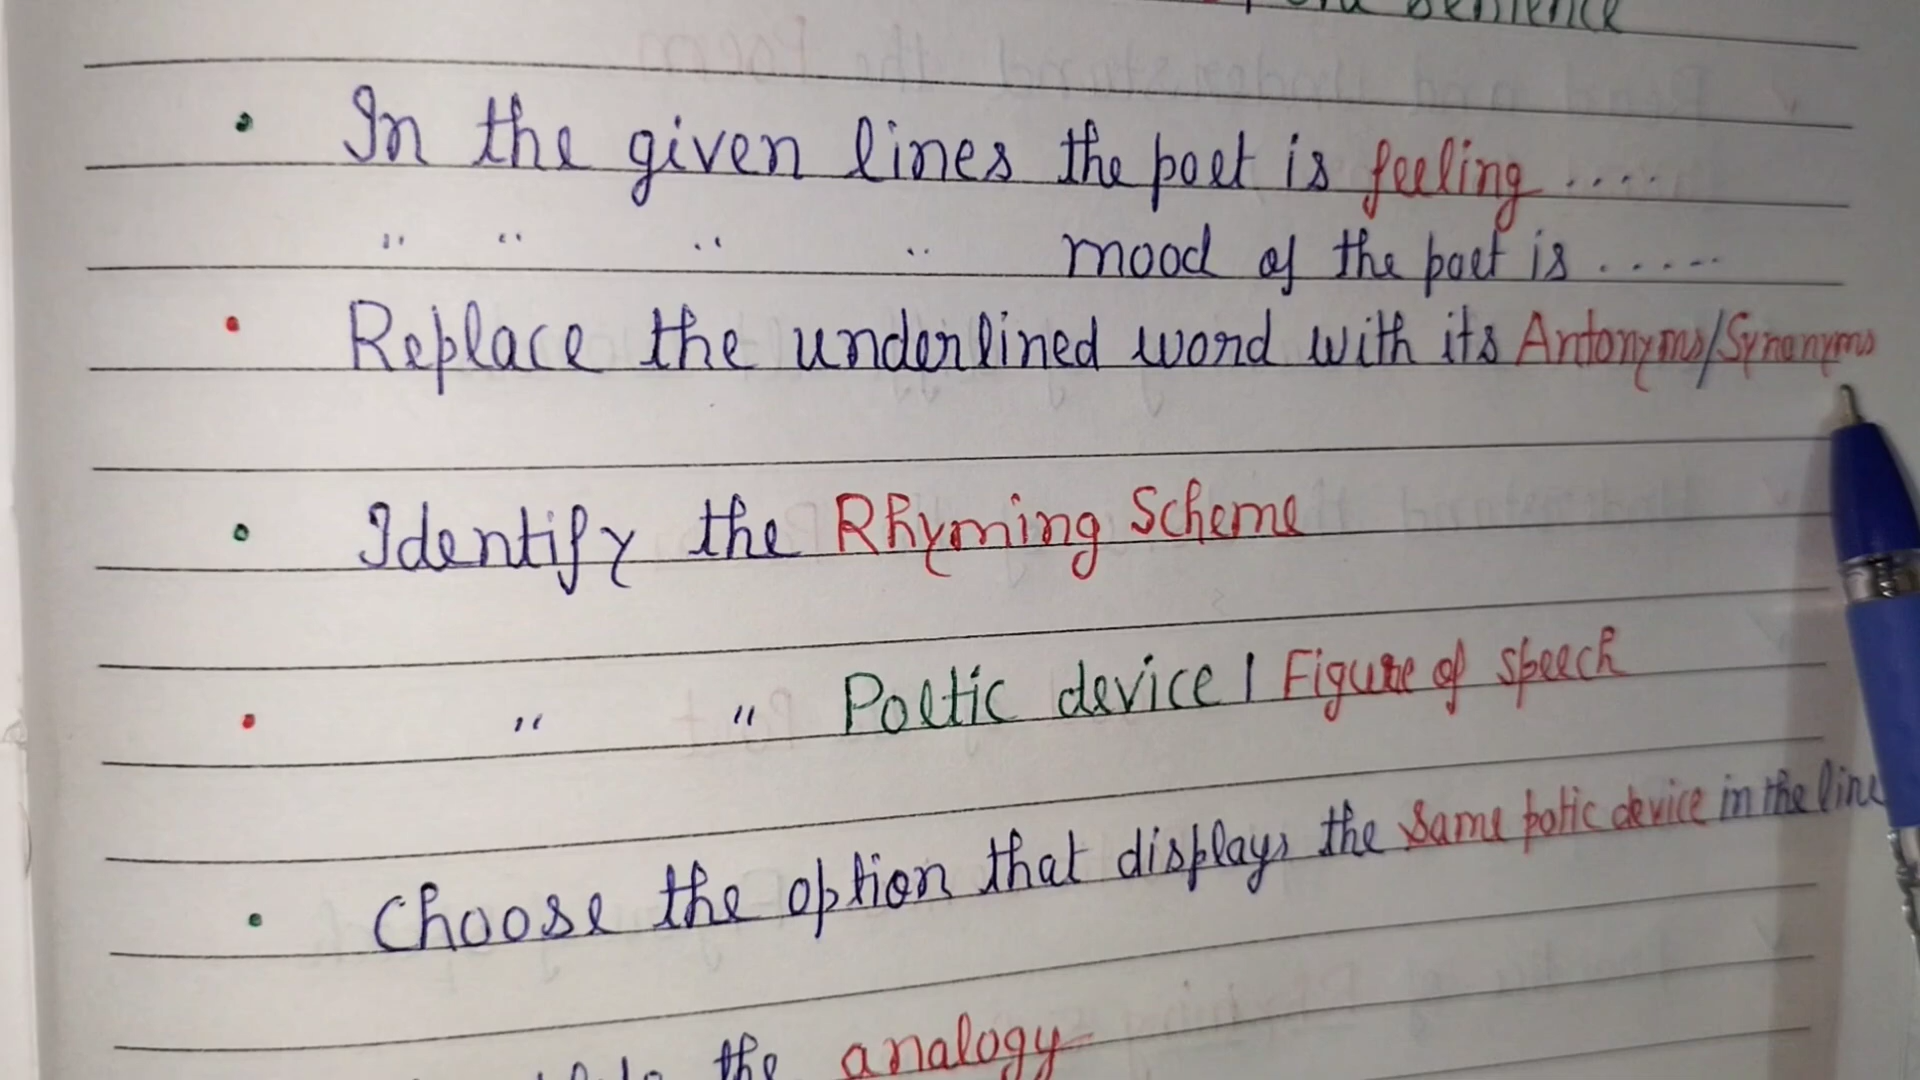 Sentence
• In the given lines the poet is feeling ....
" " " " mood of the poet is .....
• Replace the underlined word with its Antonyms/Synonyms
• Identify the Rhyming Scheme
• " " Poetic device / Figure of speech
• Choose the option that displays the same potic device in the line
the analogy